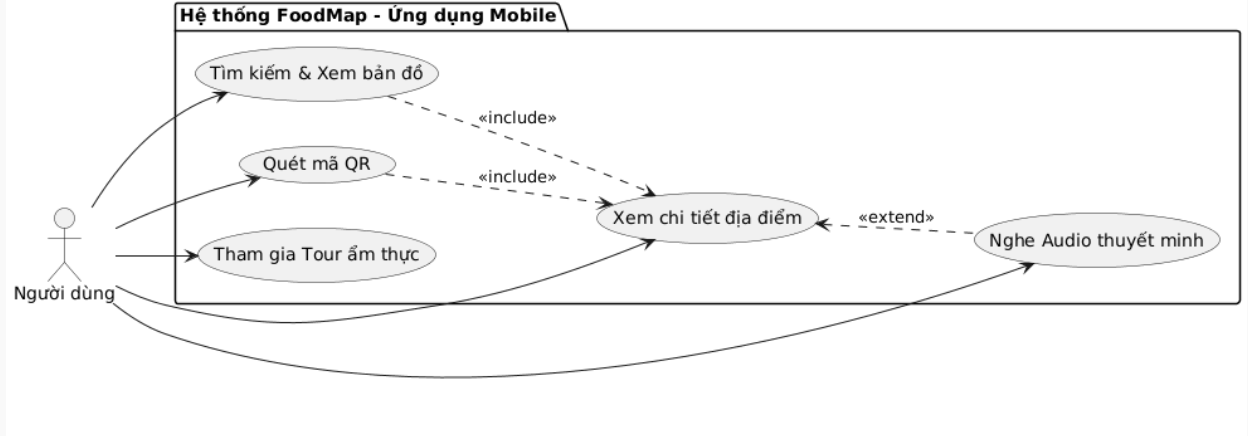 Hệ thống FoodMap - Ứng dụng Mobile
Tìm kiếm & Xem bản đồ
«include»
Quét mã QR
«include»
Xem chi tiết địa điểm
«extend»
Nghe Audio thuyết minh
Tham gia Tour ẩm thực
Người dùng